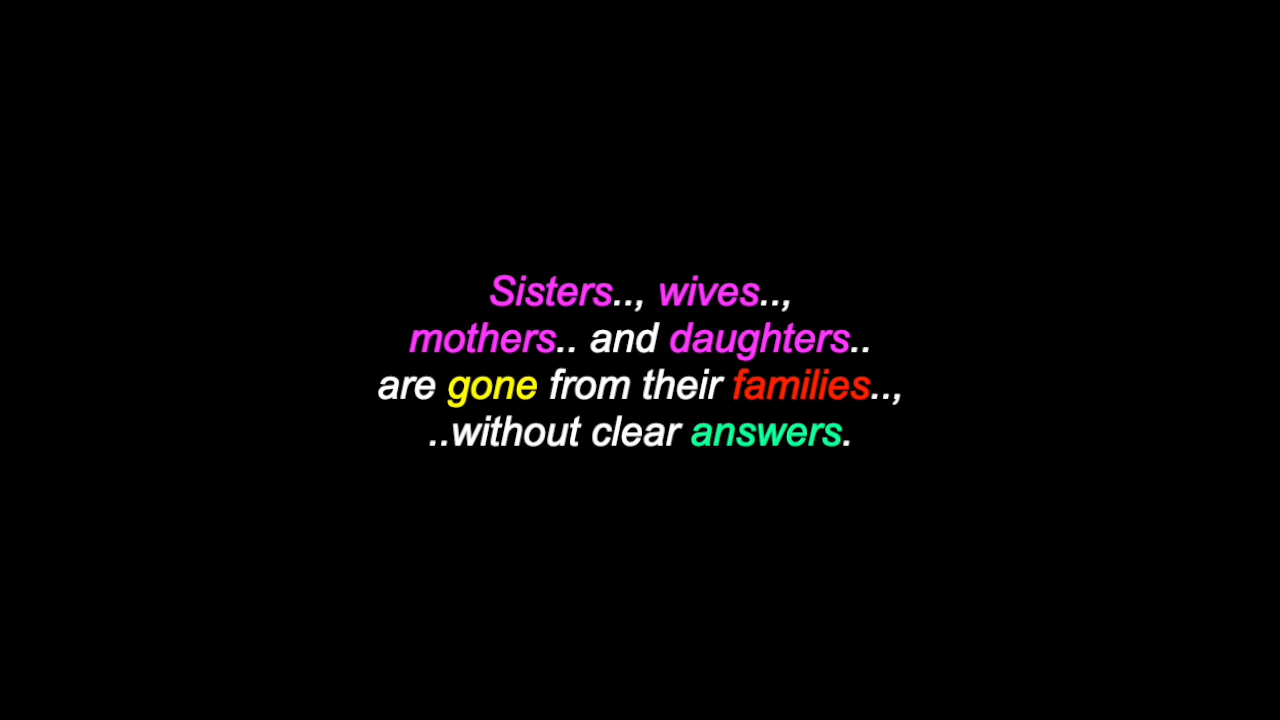 Sisters.., wives..,
mothers.. and daughters..
are gone from their families..,
..without clear answers.